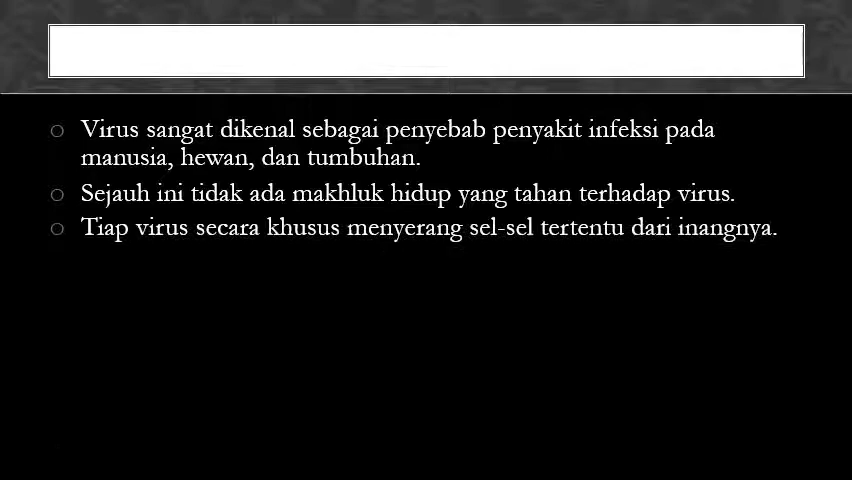 Virus sangat dikenal sebagai penyebab penyakit infeksi pada
manusia, hewan, dan tumbuhan.
Sejauh ini tidak ada makhluk hidup yang tahan terhadap virus.
Tiap virus secara khusus menyerang sel-sel tertentu dari inangnya.